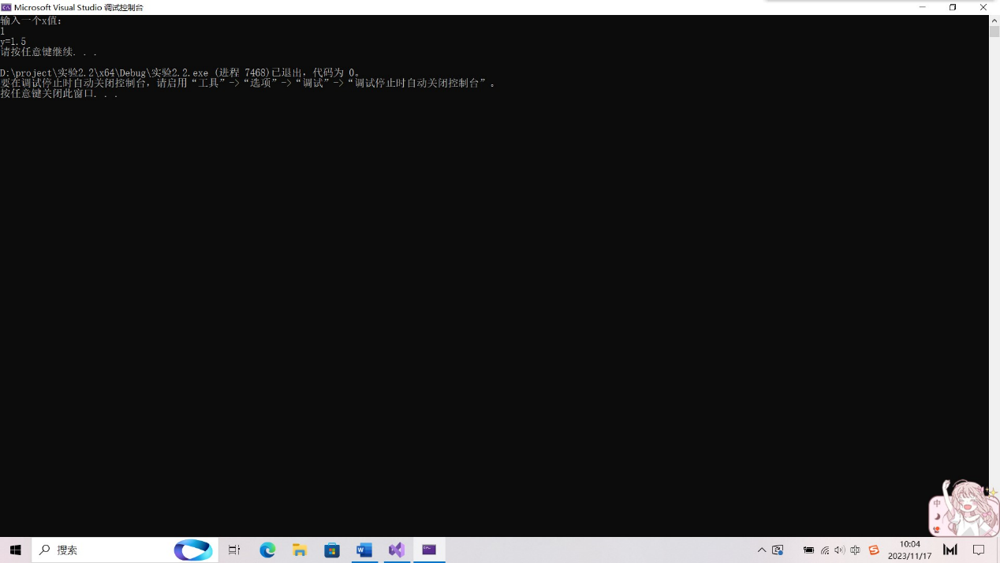 Microsoft Visual Studio 调试控制台
输入一个x值:
1
y=1.5
请按任意键继续. . .
D:\project\实验2.2\x64\Debug\实验2.2.exe (进程 7468)已退出，代码为 0。
要在调试停止时自动关闭控制台，请启用“工具”->“选项”->“调试”->“调试停止时自动关闭控制台”。
按任意键关闭此窗口. . .
中
搜索
中
10:04
2023/11/17